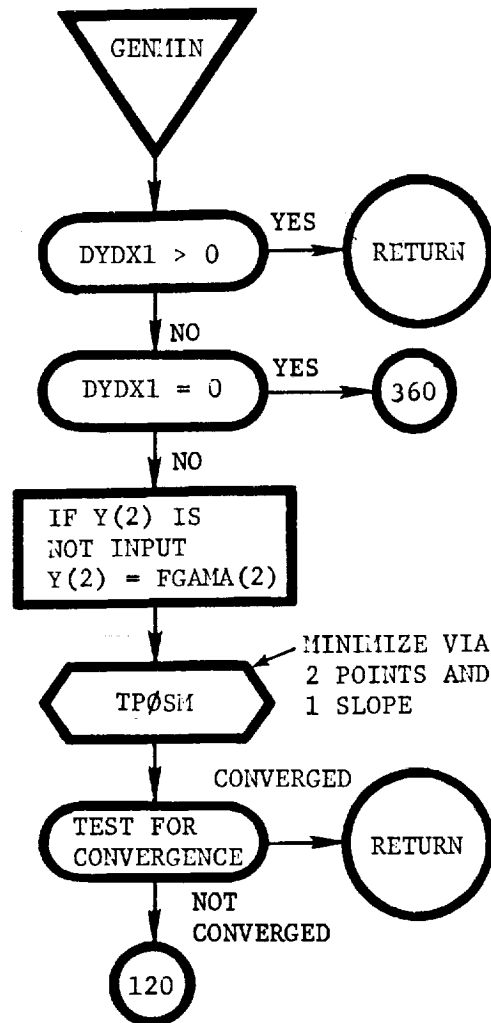 GENMIN
DYDX1 > 0
YES
RETURN
NO
DYDX1 = 0
YES
360
NO
IF Y(2) IS
NOT INPUT
Y(2) = FGAMA(2)
MINIMIZE VIA
2 POINTS AND
1 SLOPE
TPØSM
CONVERGED
TEST FOR
CONVERGENCE
RETURN
NOT
CONVERGED
120